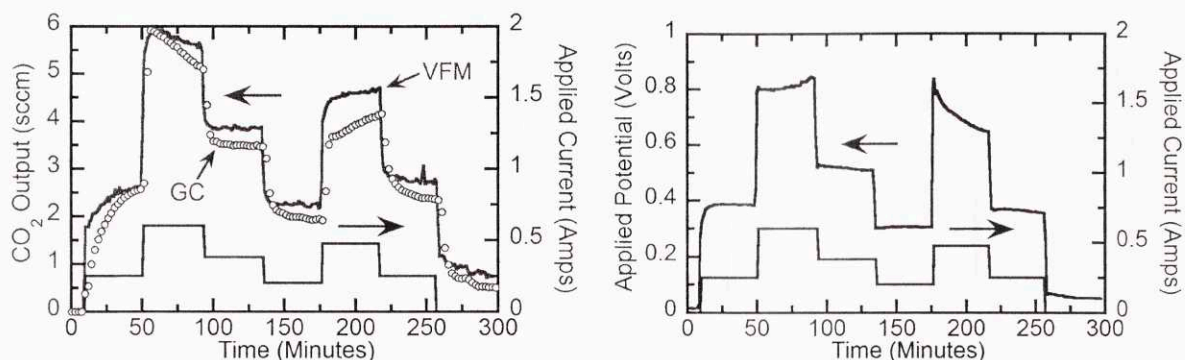 CO2 Output (sccm)
6
5
4
3
2
1
0
0 50 100 150 200 250 300
Time (Minutes)
2
1.5
1
0.5
0
Applied Current (Amps)
VFM
GC
Applied Potential (Volts)
1
0.8
0.6
0.4
0.2
0
0 50 100 150 200 250 300
Time (Minutes)
2
1.5
1
0.5
0
Applied Current (Amps)